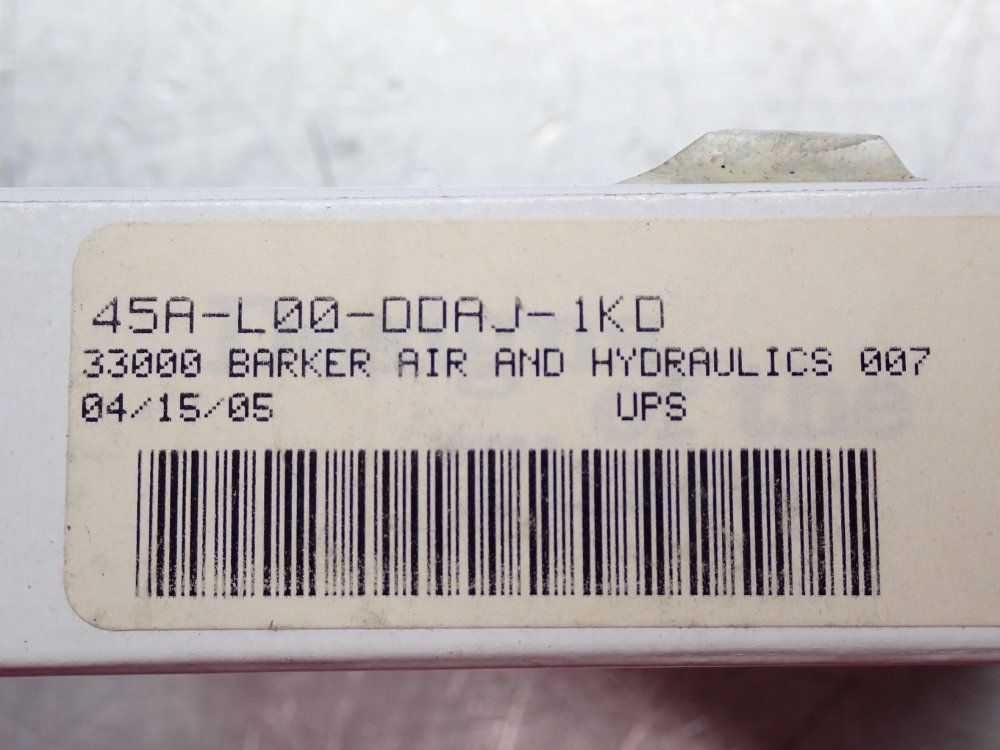 45A-L00-DDAJ-1KD
33000 BARKER AIR AND HYDRAULICS 007
04/15/05 UPS